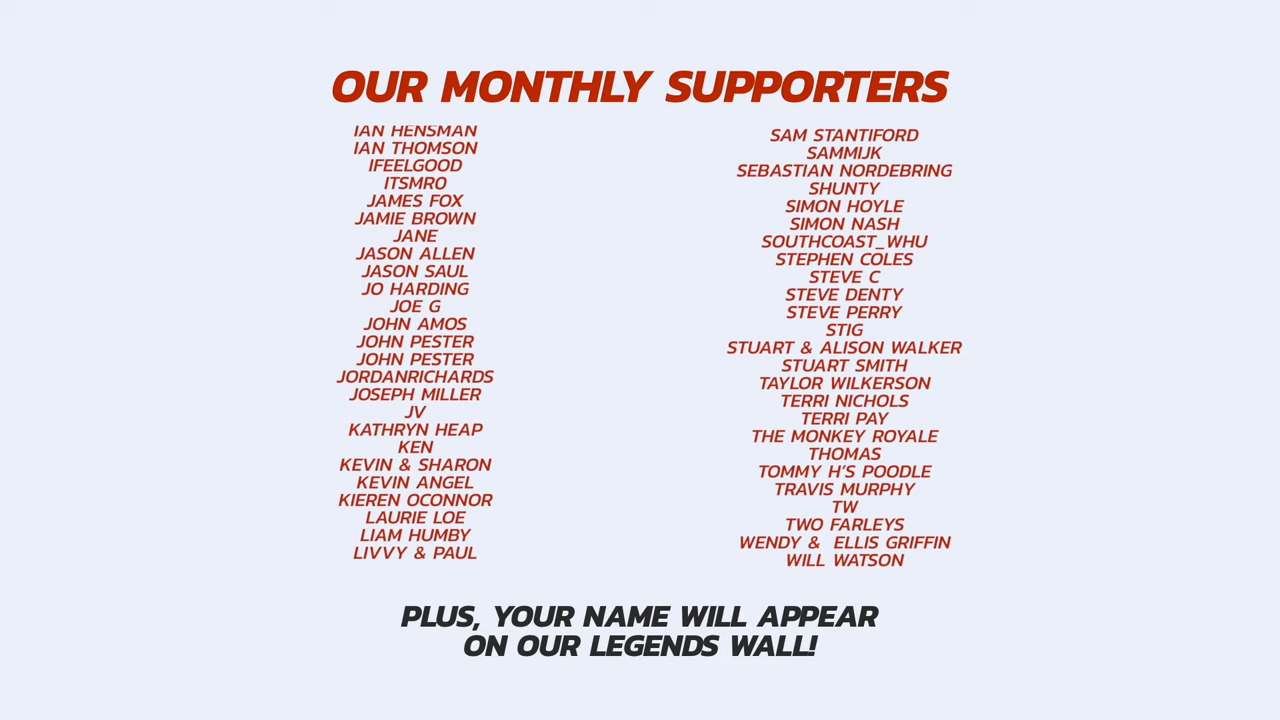 OUR MONTHLY SUPPORTERS
IAN HENSMAN
IAN THOMSON
IFEELGOOD
ITSMR0
JAMES FOX
JAMIE BROWN
JANE
JASON ALLEN
JASON SAUL
JO HARDING
JOE G
JOHN AMOS
JOHN PESTER
JOHN PESTER
JORDANRICHARDS
JOSEPH MILLER
JV
KATHRYN HEAP
KEN
KEVIN & SHARON
KEVIN ANGEL
KIEREN OCONNOR
LAURIE LOE
LIAM HUMBY
LIVVY & PAUL
SAM STANTIFORD
SAMMIJK
SEBASTIAN NORDEBRING
SHUNTY
SIMON HOYLE
SIMON NASH
SOUTHCOAST_WHU
STEPHEN COLES
STEVE C
STEVE DENTY
STEVE PERRY
STIG
STUART & ALISON WALKER
STUART SMITH
TAYLOR WILKERSON
TERRI NICHOLS
TERRI PAY
THE MONKEY ROYALE
THOMAS
TOMMY H'S POODLE
TRAVIS MURPHY
TW
TWO FARLEYS
WENDY &  ELLIS GRIFFIN
WILL WATSON
PLUS, YOUR NAME WILL APPEAR
ON OUR LEGENDS WALL!